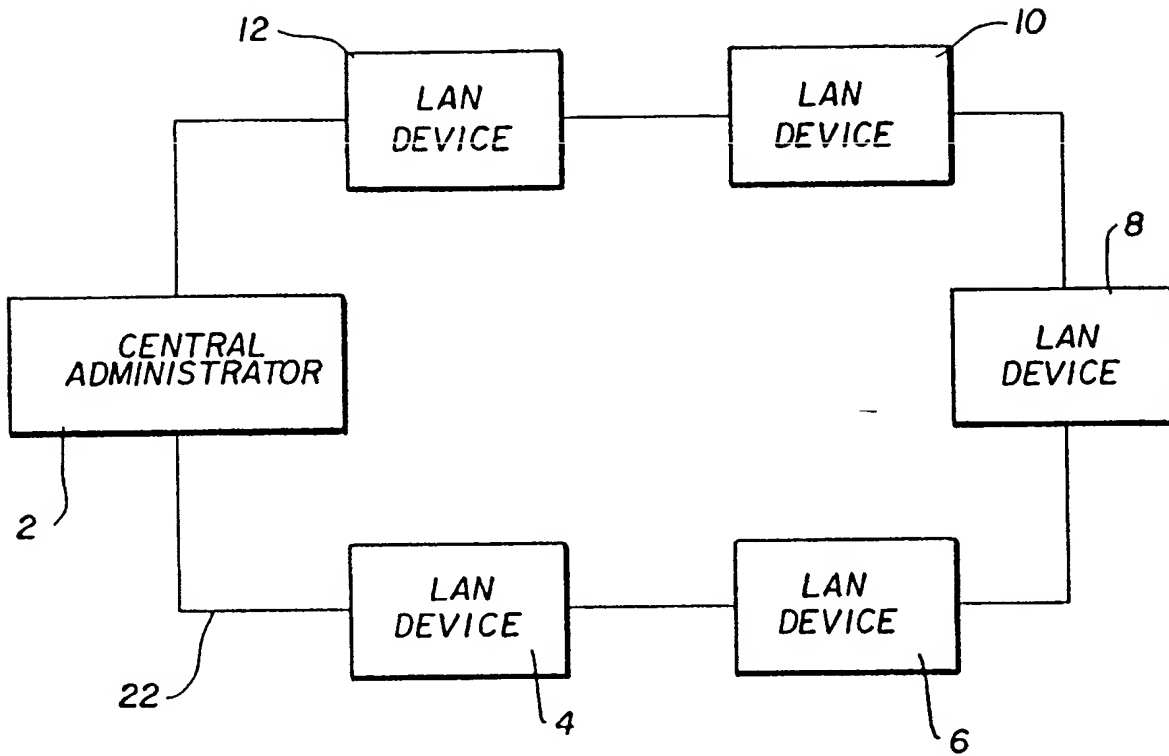 12
10
LAN
DEVICE
LAN
DEVICE
8
CENTRAL
ADMINISTRATOR
LAN
DEVICE
2
LAN
DEVICE
LAN
DEVICE
22
4
6